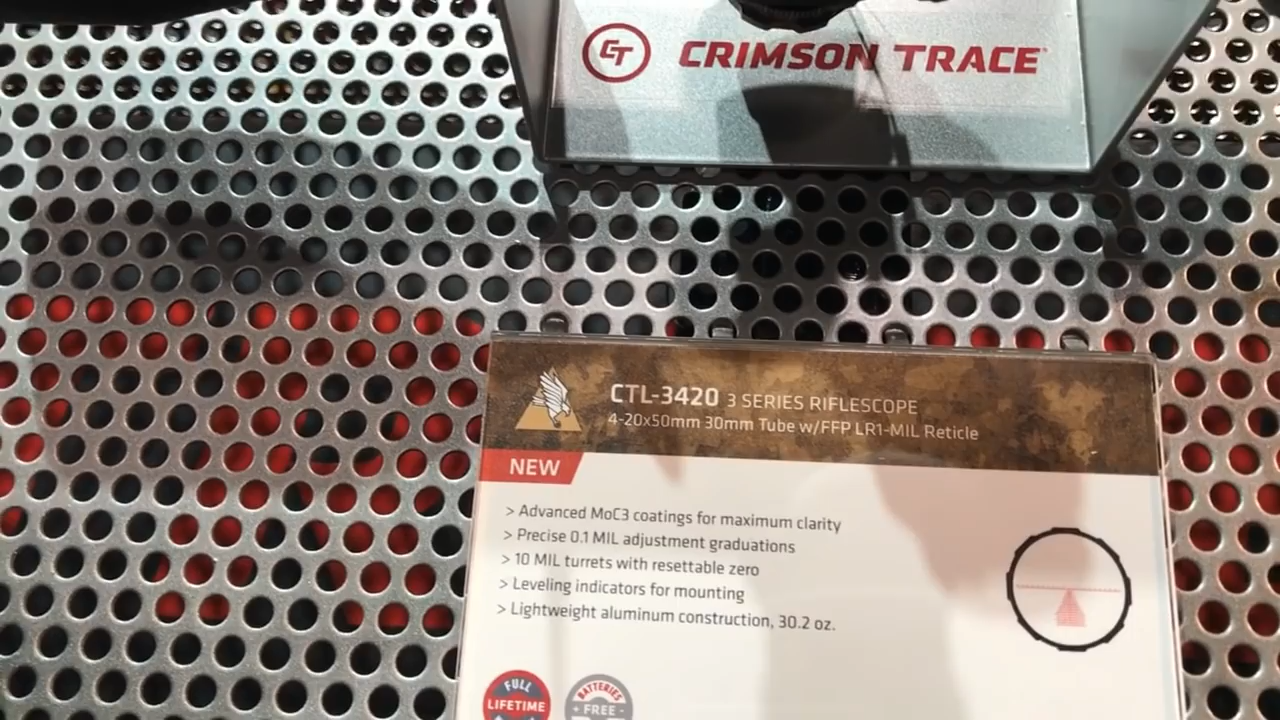 CT CRIMSON TRACE
CTL-3420 3 SERIES RIFLESCOPE
4-20x50mm 30mm Tube w/FFP LR1-MIL Reticle
NEW
> Advanced MoC3 coatings for maximum clarity
> Precise 0.1 MIL adjustment graduations
> 10 MIL turrets with resettable zero
> Leveling indicators for mounting
> Lightweight aluminum construction, 30.2 oz.
FULL
LIFETIME
BATTERIES
FREE